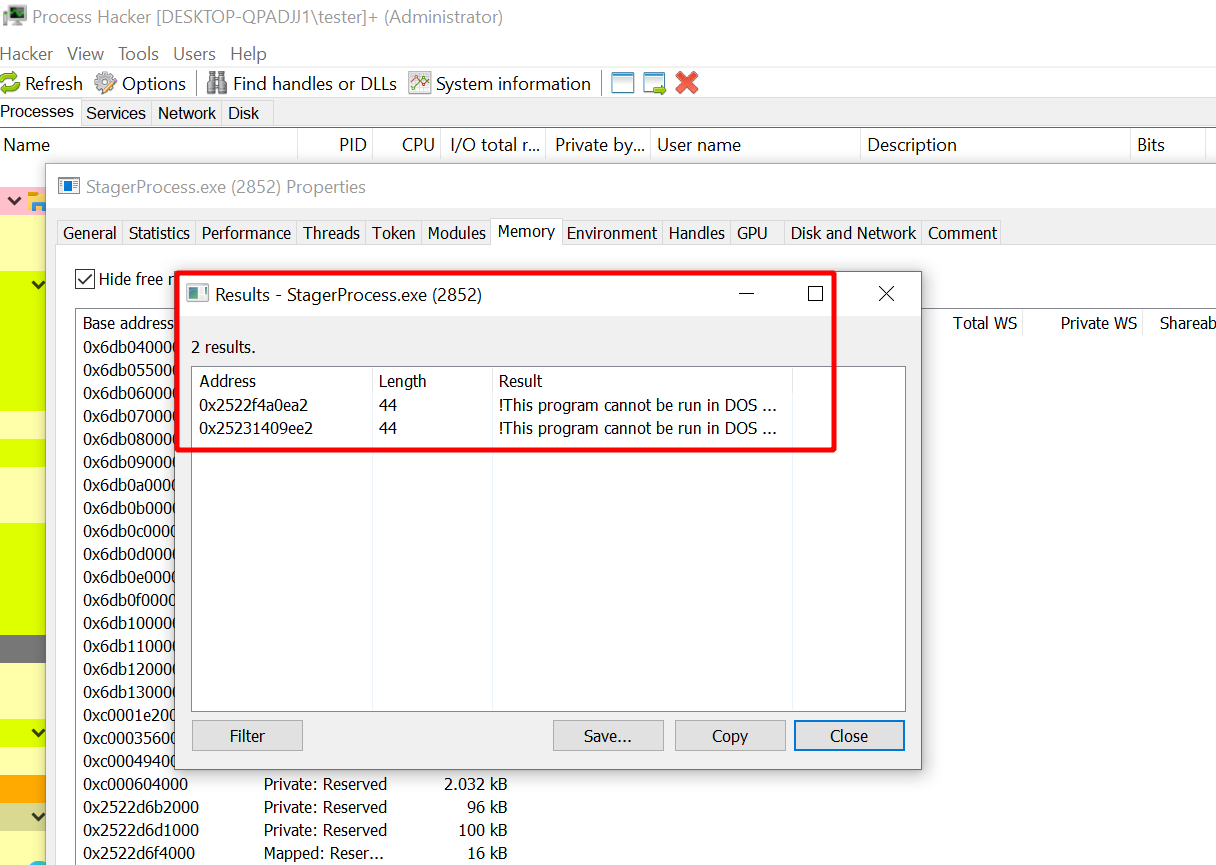 Process Hacker [DESKTOP-QPADJJ1\tester]+ (Administrator)
Hacker View Tools Users Help
Refresh Options Find handles or DLLs System information
Processes Services Network Disk
Name PID CPU I/O total r... Private by... User name Description Bits
StagerProcess.exe (2852) Properties
General Statistics Performance Threads Token Modules Memory Environment Handles GPU Disk and Network Comment
Hide free
Results - StagerProcess.exe (2852)
Base address Total WS Private WS Shareab
2 results.
Address Length Result
0x2522f4a0ea2 44 !This program cannot be run in DOS ...
0x25231409ee2 44 !This program cannot be run in DOS ...
0x6db04000
0x6db05500
0x6db06000
0x6db07000
0x6db08000
0x6db09000
0x6db0a000
0x6db0b000
0x6db0c000
0x6db0d000
0x6db0e000
0x6db0f000
0x6db10000
0x6db11000
0x6db12000
0x6db13000
0xc0001e200
0xc00035600
0xc00049400
Filter Save... Copy Close
0xc000604000 Private: Reserved 2.032 kB
0x2522d6b2000 Private: Reserved 96 kB
0x2522d6d1000 Private: Reserved 100 kB
0x2522d6f4000 Mapped: Reser... 16 kB